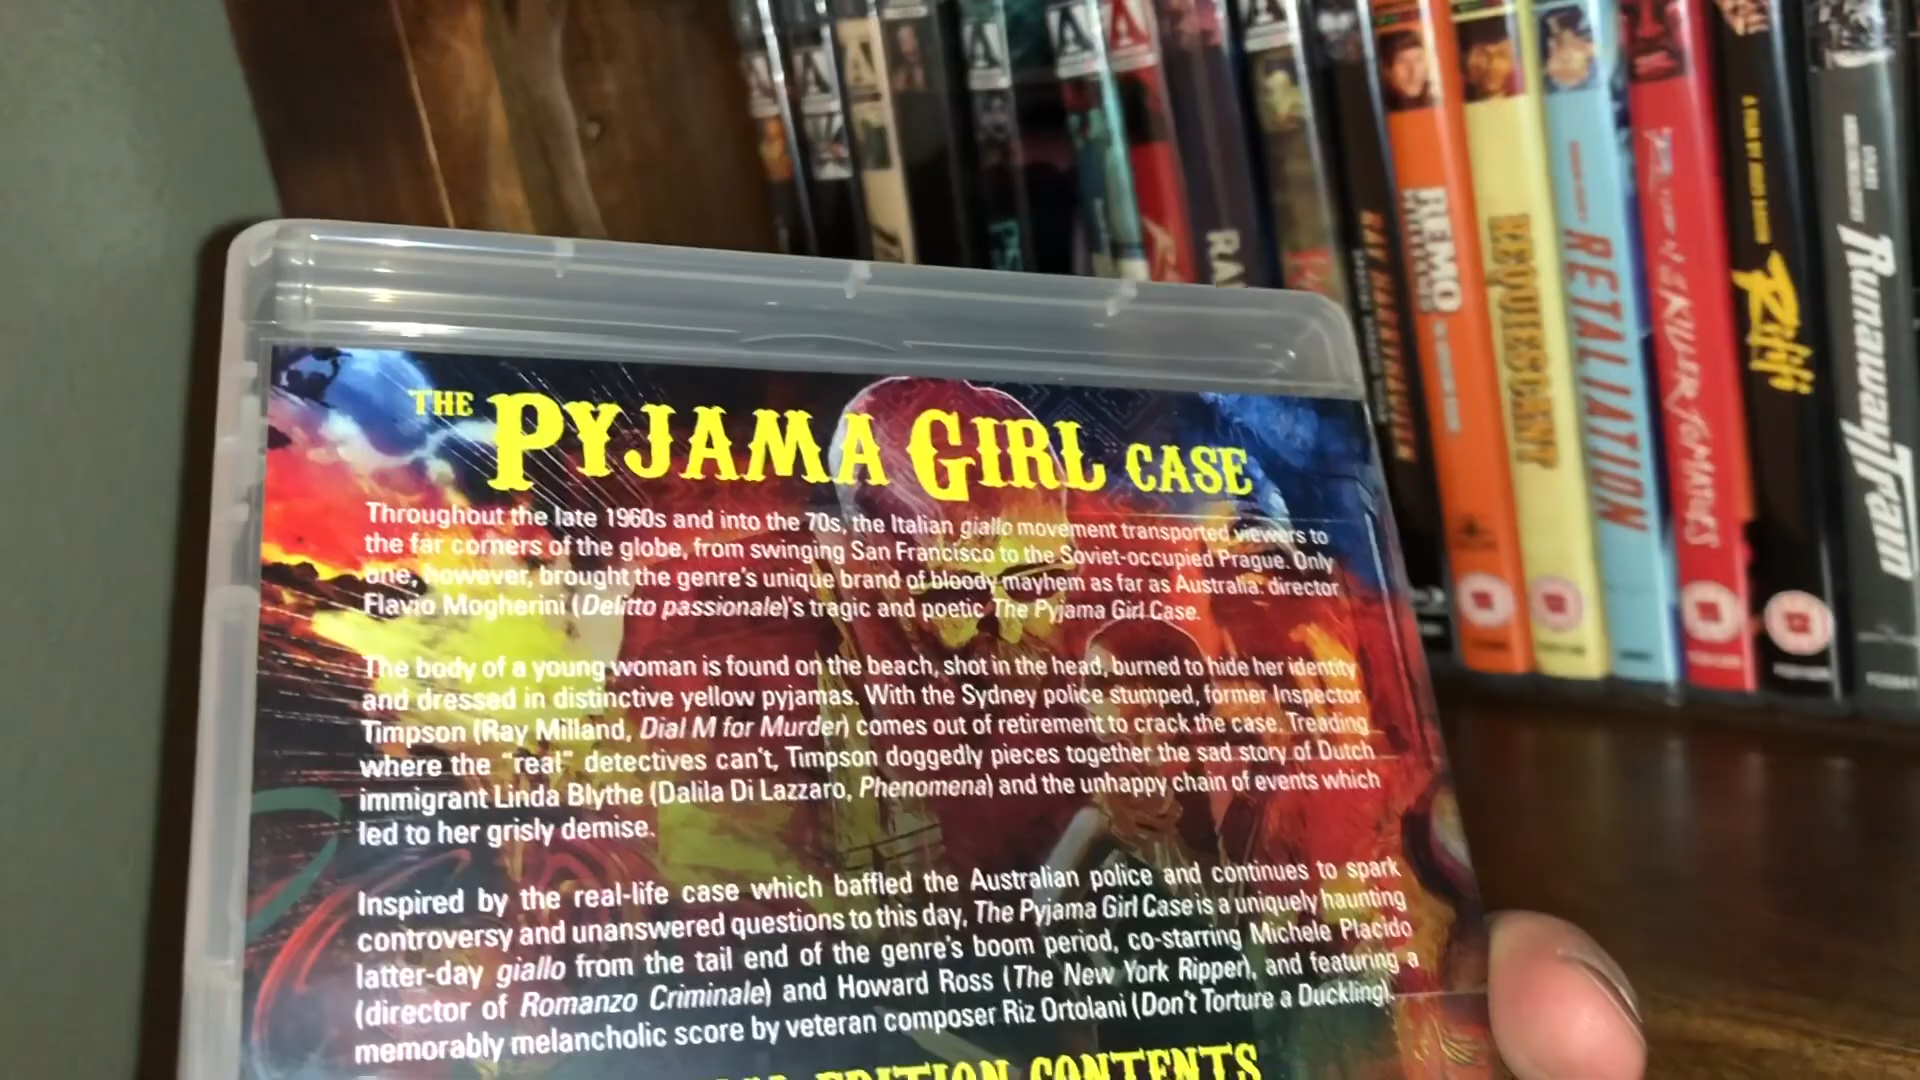 THE PYJAMA GIRL CASE
Throughout the late 1960s and into the 70s, the Italian giallo movement transported viewers to
the far corners of the globe, from swinging San Francisco to the Soviet-occupied Prague. Only
one, however, brought the genre's unique brand of bloody mayhem as far as Australia: director
Flavio Mogherini (Delitto passionale)'s tragic and poetic The Pyjama Girl Case.
The body of a young woman is found on the beach, shot in the head, burned to hide her identity
and dressed in distinctive yellow pyjamas. With the Sydney police stumped, former Inspector
Timpson (Ray Milland, Dial M for Murder) comes out of retirement to crack the case. Treading
where the "real" detectives can't, Timpson doggedly pieces together the sad story of Dutch
immigrant Linda Blythe (Dalila Di Lazzaro, Phenomena) and the unhappy chain of events which
led to her grisly demise.
Inspired by the real-life case which baffled the Australian police and continues to spark
controversy and unanswered questions to this day, The Pyjama Girl Case is a uniquely haunting
latter-day giallo from the tail end of the genre's boom period, co-starring Michele Placido
(director of Romanzo Criminale) and Howard Ross (The New York Ripper), and featuring a
memorably melancholic score by veteran composer Riz Ortolani (Don't Torture a Duckling).
EDITION CONTENTS
REMO
REQUIESCANT
RETALIATION
Rififi
Runaway Train